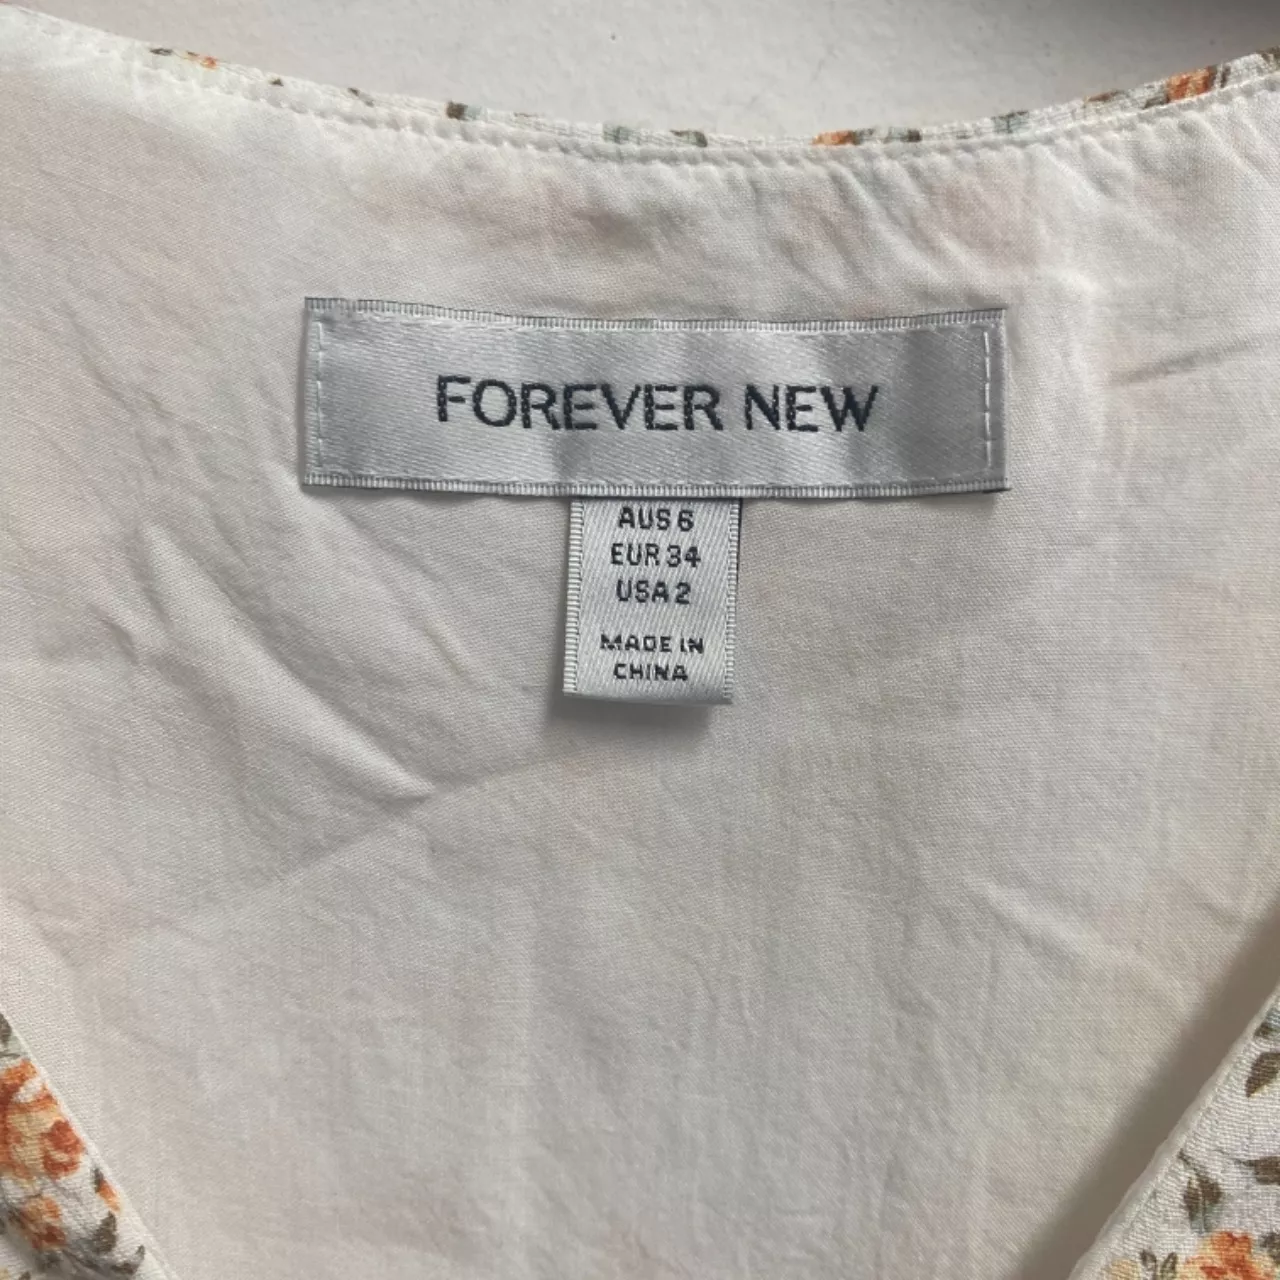 FOREVER NEW
AUS 6
EUR 34
USA 2
MADE IN
CHINA